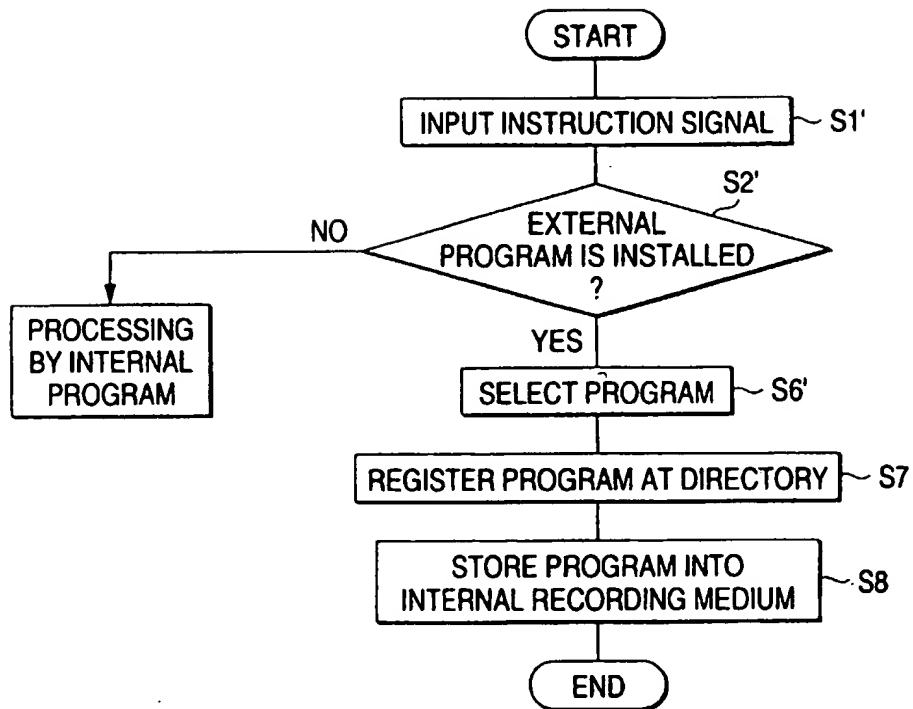 START
INPUT INSTRUCTION SIGNAL
S1'
S2'
EXTERNAL
PROGRAM IS INSTALLED
?
NO
PROCESSING
BY INTERNAL
PROGRAM
YES
SELECT PROGRAM
S6'
REGISTER PROGRAM AT DIRECTORY
S7
STORE PROGRAM INTO
INTERNAL RECORDING MEDIUM
S8
END